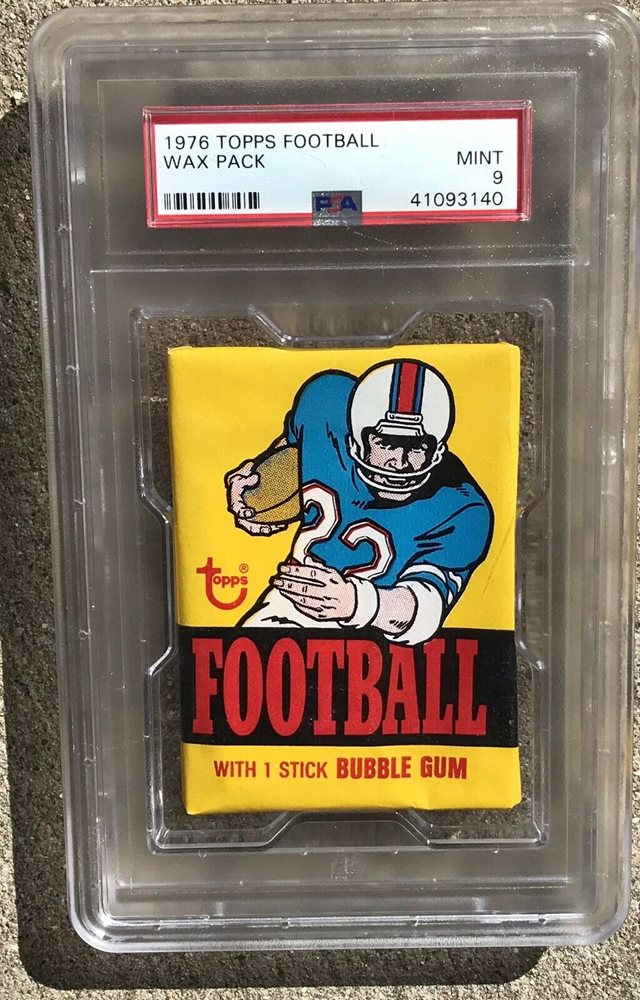 1976 TOPPS FOOTBALL
WAX PACK
MINT
9
41093140
PSA
22
topps®
FOOTBALL
WITH 1 STICK BUBBLE GUM